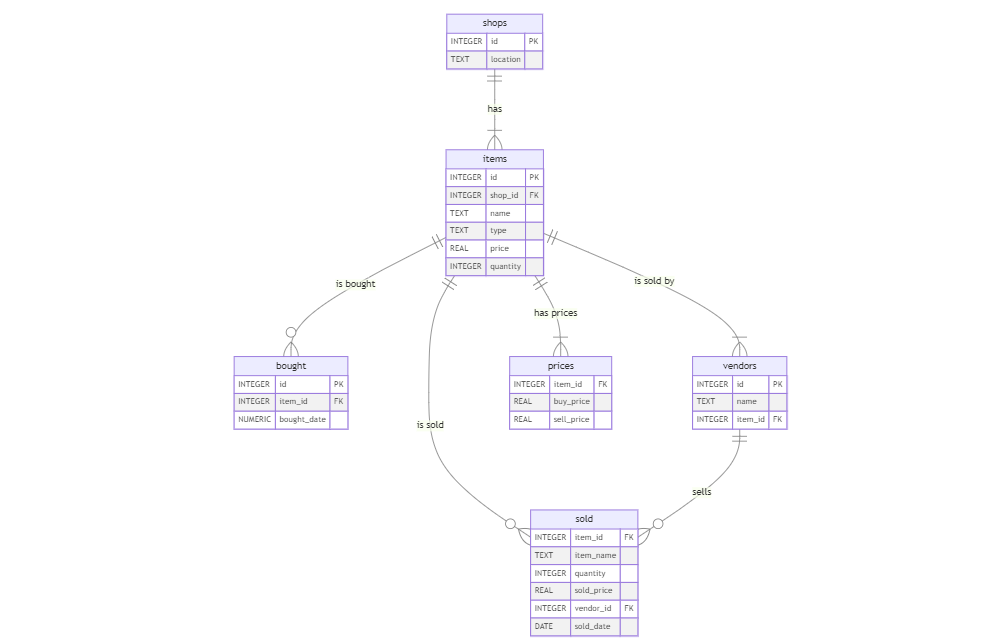 shops
INTEGER id PK
TEXT location
has
items
INTEGER id PK
INTEGER shop_id FK
TEXT name
TEXT type
REAL price
INTEGER quantity
is bought
is sold by
has prices
bought
INTEGER id PK
INTEGER item_id FK
NUMERIC bought_date
prices
INTEGER item_id FK
REAL buy_price
REAL sell_price
vendors
INTEGER id PK
TEXT name
INTEGER item_id FK
is sold
sells
sold
INTEGER item_id FK
TEXT item_name
INTEGER quantity
REAL sold_price
INTEGER vendor_id FK
DATE sold_date